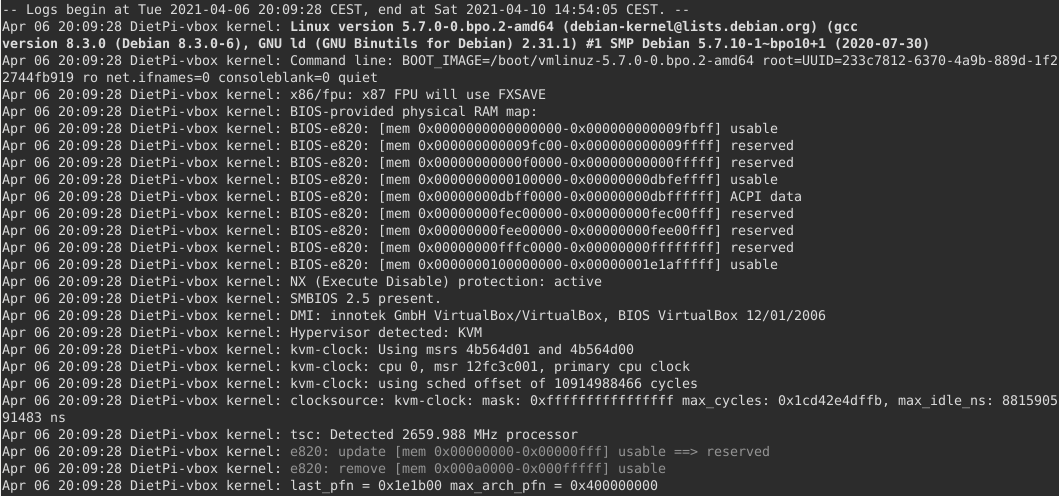 -- Logs begin at Tue 2021-04-06 20:09:28 CEST, end at Sat 2021-04-10 14:54:05 CEST. --
Apr 06 20:09:28 DietPi-vbox kernel: Linux version 5.7.0-0.bpo.2-amd64 (debian-kernel@lists.debian.org) (gcc
version 8.3.0 (Debian 8.3.0-6), GNU ld (GNU Binutils for Debian) 2.31.1) #1 SMP Debian 5.7.10-1~bpo10+1 (2020-07-30)
Apr 06 20:09:28 DietPi-vbox kernel: Command line: BOOT_IMAGE=/boot/vmlinuz-5.7.0-0.bpo.2-amd64 root=UUID=233c7812-6370-4a9b-889d-1f2
2744fb919 ro net.ifnames=0 consoleblank=0 quiet
Apr 06 20:09:28 DietPi-vbox kernel: x86/fpu: x87 FPU will use FXSAVE
Apr 06 20:09:28 DietPi-vbox kernel: BIOS-provided physical RAM map:
Apr 06 20:09:28 DietPi-vbox kernel: BIOS-e820: [mem 0x0000000000000000-0x000000000009fbff] usable
Apr 06 20:09:28 DietPi-vbox kernel: BIOS-e820: [mem 0x000000000009fc00-0x000000000009ffff] reserved
Apr 06 20:09:28 DietPi-vbox kernel: BIOS-e820: [mem 0x00000000000f0000-0x00000000000fffff] reserved
Apr 06 20:09:28 DietPi-vbox kernel: BIOS-e820: [mem 0x0000000000100000-0x00000000dbfeffff] usable
Apr 06 20:09:28 DietPi-vbox kernel: BIOS-e820: [mem 0x00000000dbff0000-0x00000000dbffffff] ACPI data
Apr 06 20:09:28 DietPi-vbox kernel: BIOS-e820: [mem 0x00000000fec00000-0x00000000fec00fff] reserved
Apr 06 20:09:28 DietPi-vbox kernel: BIOS-e820: [mem 0x00000000fee00000-0x00000000fee00fff] reserved
Apr 06 20:09:28 DietPi-vbox kernel: BIOS-e820: [mem 0x00000000fffc0000-0x00000000ffffffff] reserved
Apr 06 20:09:28 DietPi-vbox kernel: BIOS-e820: [mem 0x0000000100000000-0x00000001e1afffff] usable
Apr 06 20:09:28 DietPi-vbox kernel: NX (Execute Disable) protection: active
Apr 06 20:09:28 DietPi-vbox kernel: SMBIOS 2.5 present.
Apr 06 20:09:28 DietPi-vbox kernel: DMI: innotek GmbH VirtualBox/VirtualBox, BIOS VirtualBox 12/01/2006
Apr 06 20:09:28 DietPi-vbox kernel: Hypervisor detected: KVM
Apr 06 20:09:28 DietPi-vbox kernel: kvm-clock: Using msrs 4b564d01 and 4b564d00
Apr 06 20:09:28 DietPi-vbox kernel: kvm-clock: cpu 0, msr 12fc3c001, primary cpu clock
Apr 06 20:09:28 DietPi-vbox kernel: kvm-clock: using sched offset of 10914988466 cycles
Apr 06 20:09:28 DietPi-vbox kernel: clocksource: kvm-clock: mask: 0xffffffffffffffff max_cycles: 0x1cd42e4dffb, max_idle_ns: 8815905
91483 ns
Apr 06 20:09:28 DietPi-vbox kernel: tsc: Detected 2659.988 MHz processor
Apr 06 20:09:28 DietPi-vbox kernel: e820: update [mem 0x00000000-0x00000fff] usable ==> reserved
Apr 06 20:09:28 DietPi-vbox kernel: e820: remove [mem 0x000a0000-0x000fffff] usable
Apr 06 20:09:28 DietPi-vbox kernel: last_pfn = 0x1e1b00 max_arch_pfn = 0x400000000